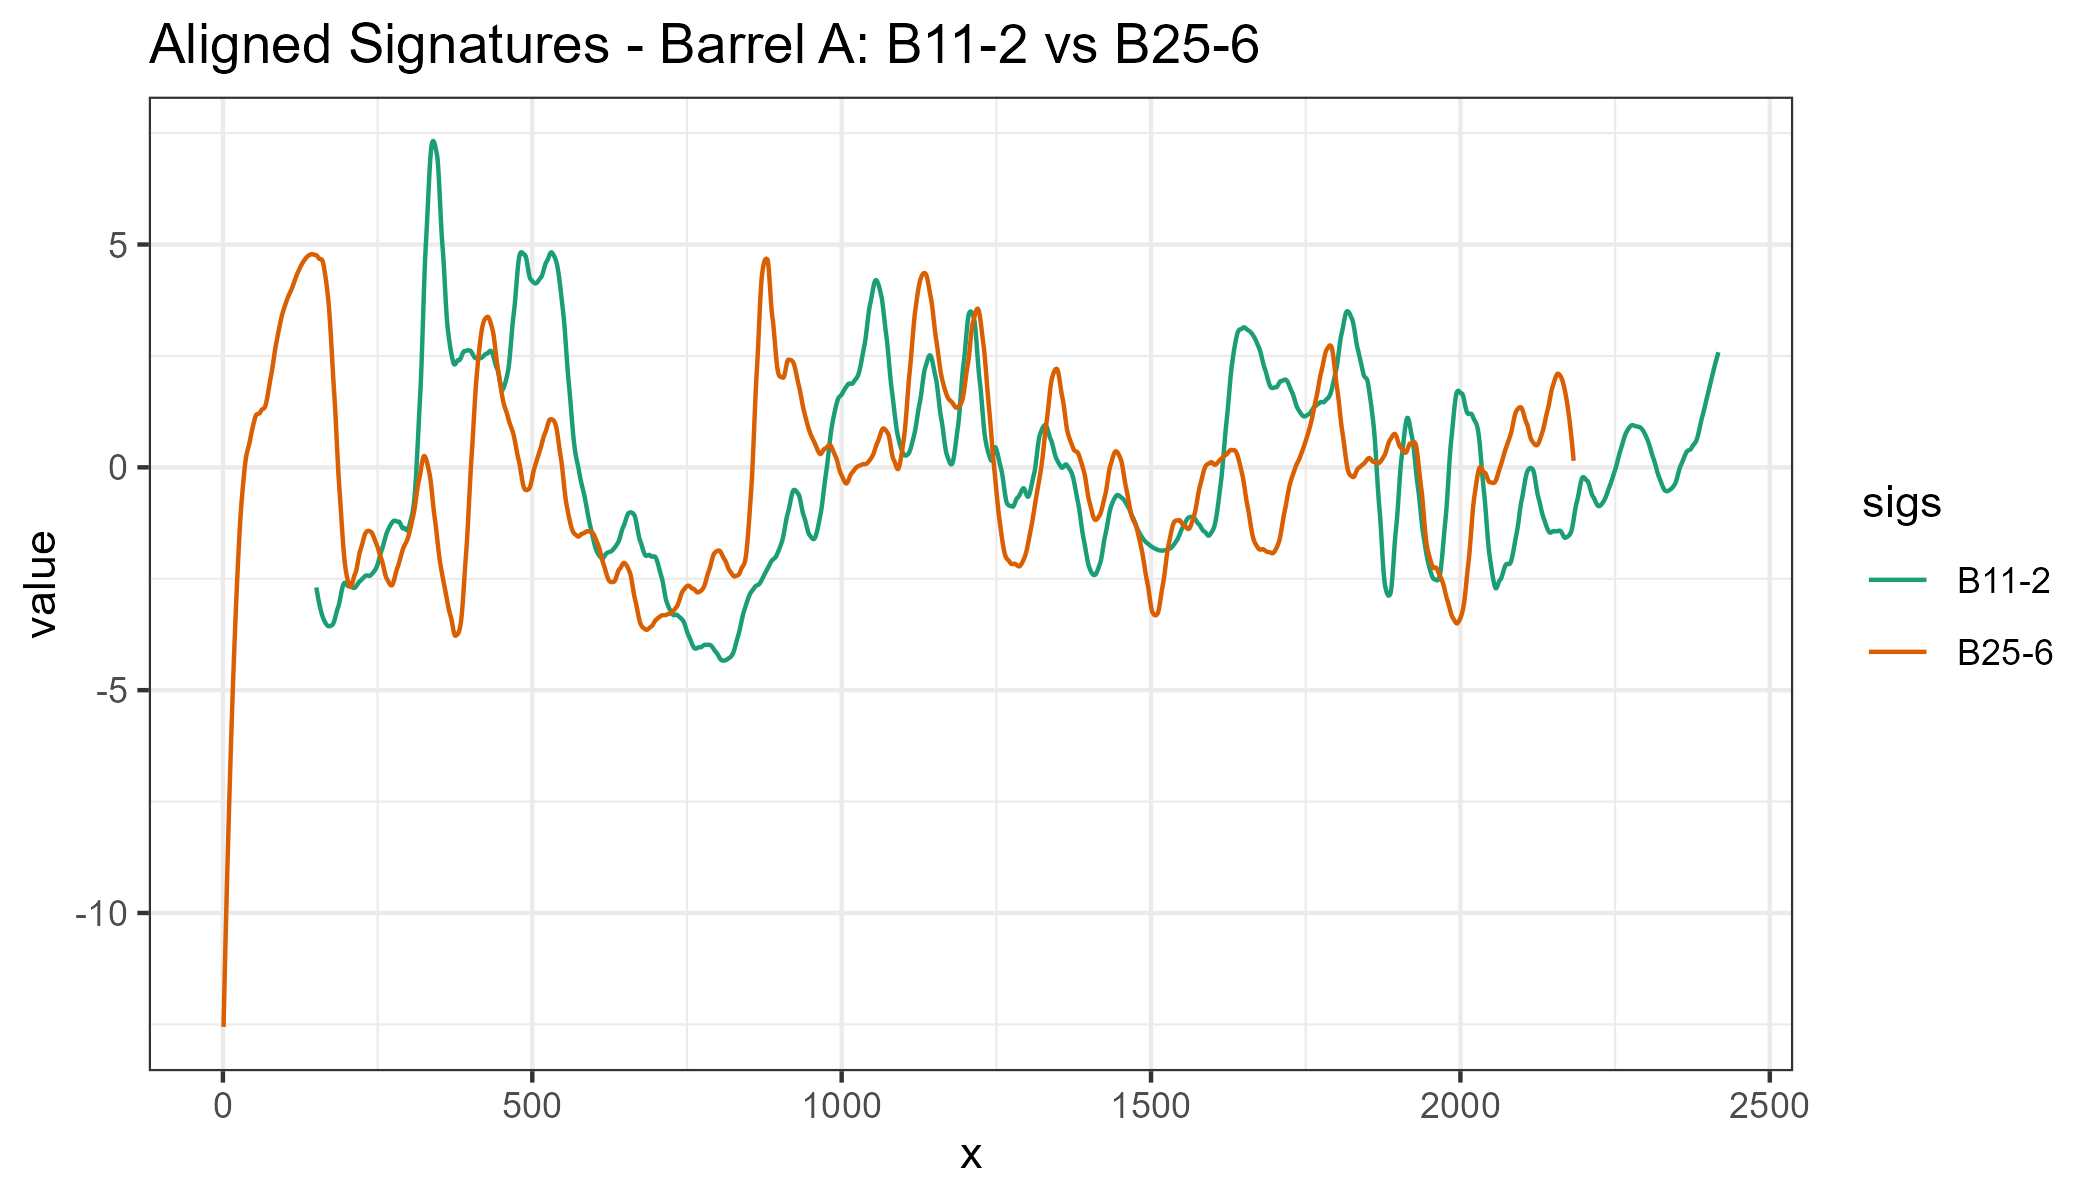 Aligned Signatures - Barrel A: B11-2 vs B25-6
value
5
0
-5
-10
0 500 1000 1500 2000 2500
x
sigs
B11-2
B25-6